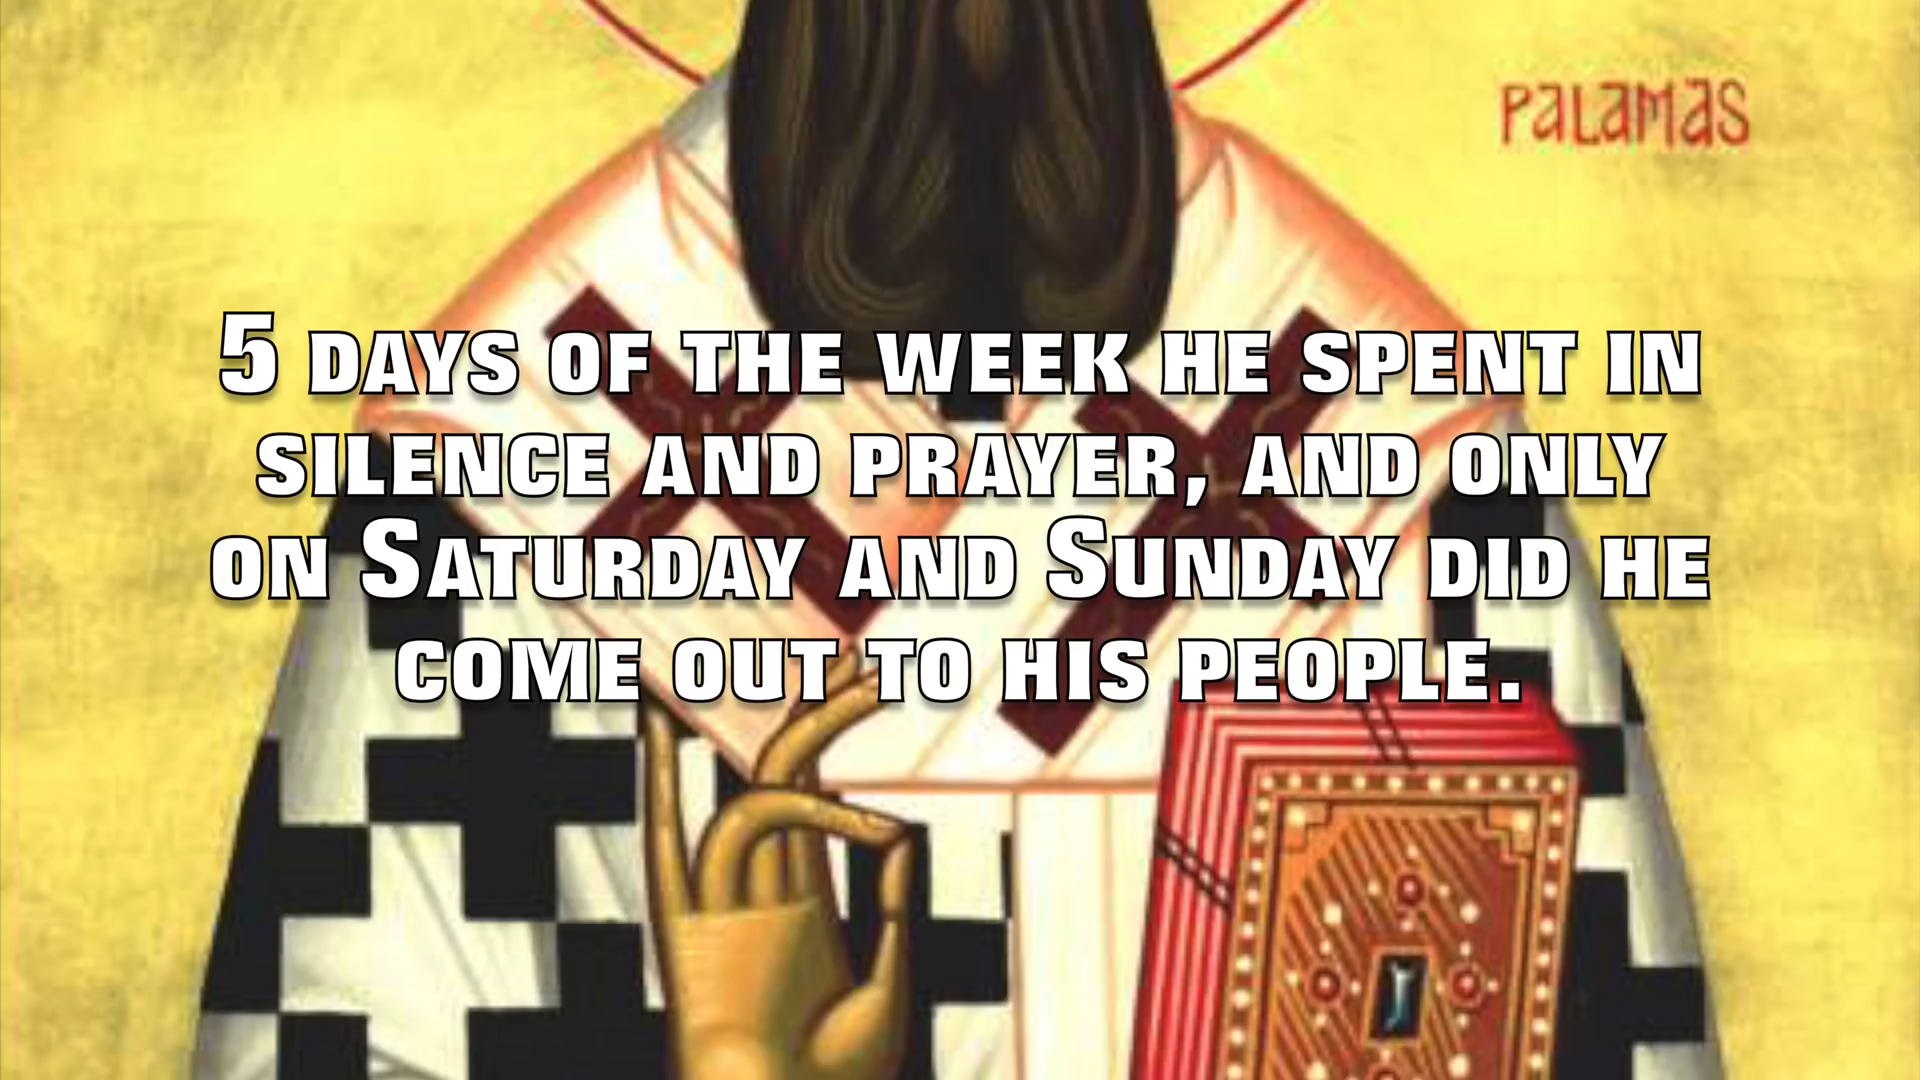 PALAMAS
5 DAYS OF THE WEEK HE SPENT IN
SILENCE AND PRAYER, AND ONLY
ON SATURDAY AND SUNDAY DID HE
COME OUT TO HIS PEOPLE.